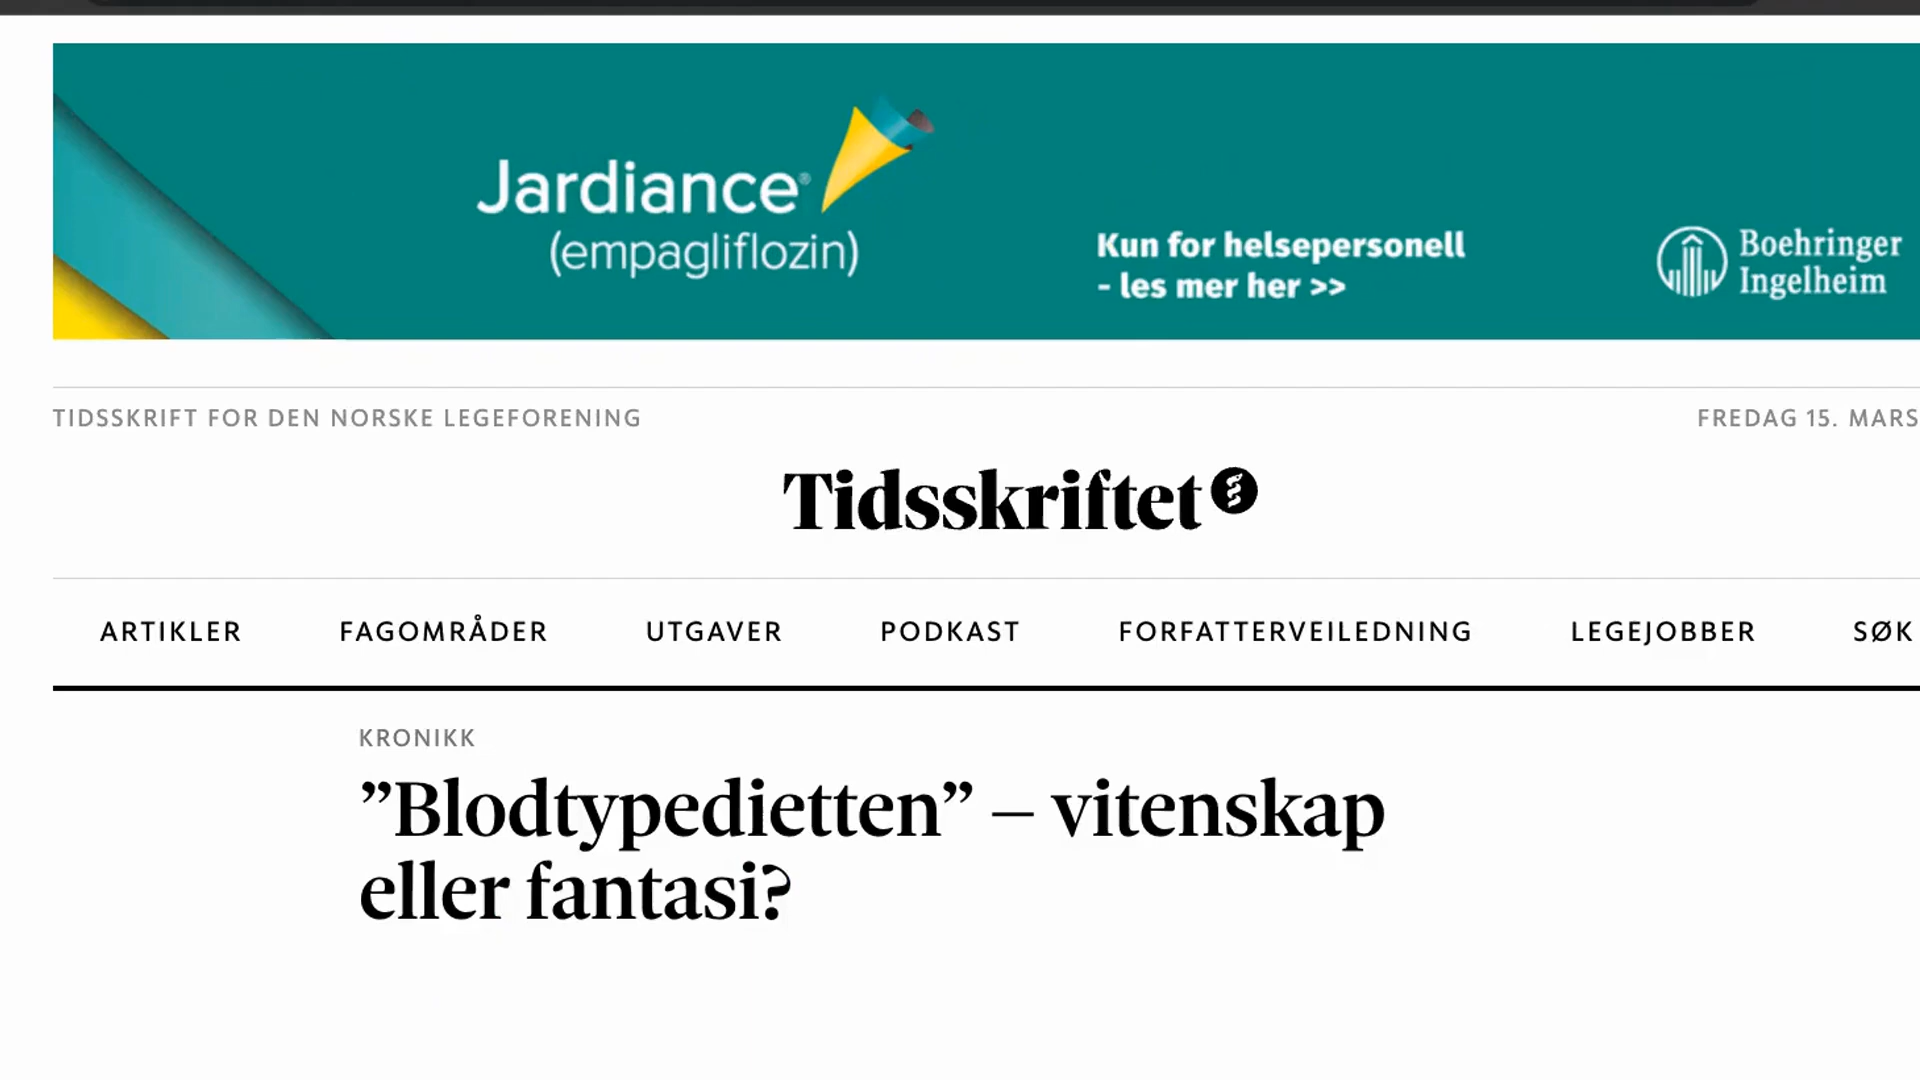 Jardiance®
(empagliflozin)
Kun for helsepersonell
- les mer her >>
Boehringer
Ingelheim
TIDSSKRIFT FOR DEN NORSKE LEGEFORENING
FREDAG 15. MARS
Tidsskriftet
ARTIKLER FAGOMRÅDER UTGAVER PODKAST FORFATTERVEILEDNING LEGEJOBBER SØK
KRONIKK
”Blodtypedietten” – vitenskap
eller fantasi?